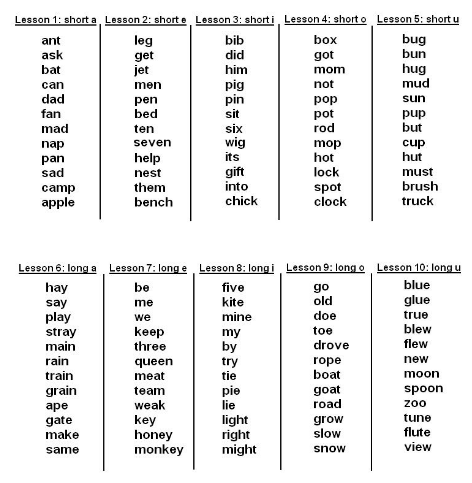 Lesson 1: short a Lesson 2: short e Lesson 3: short i Lesson 4: short o Lesson 5: short u
ant leg bib box bug
ask get did got bun
bat jet him mom hug
can men pig not mud
dad pen pin pop sun
fan bed sit pot pup
mad ten six rod but
nap seven wig mop cup
pan help its hot hut
sad nest gift lock must
camp them into spot brush
apple bench chick clock truck
Lesson 6: long a Lesson 7: long e Lesson 8: long i Lesson 9: long o Lesson 10: long u
hay be five go blue
say me kite old glue
play we mine doe true
stray keep my toe blew
main three by drove flew
rain queen try rope new
train meat tie boat moon
grain team pie goat spoon
ape weak lie road zoo
gate key light grow tune
make honey right slow flute
same monkey might snow view